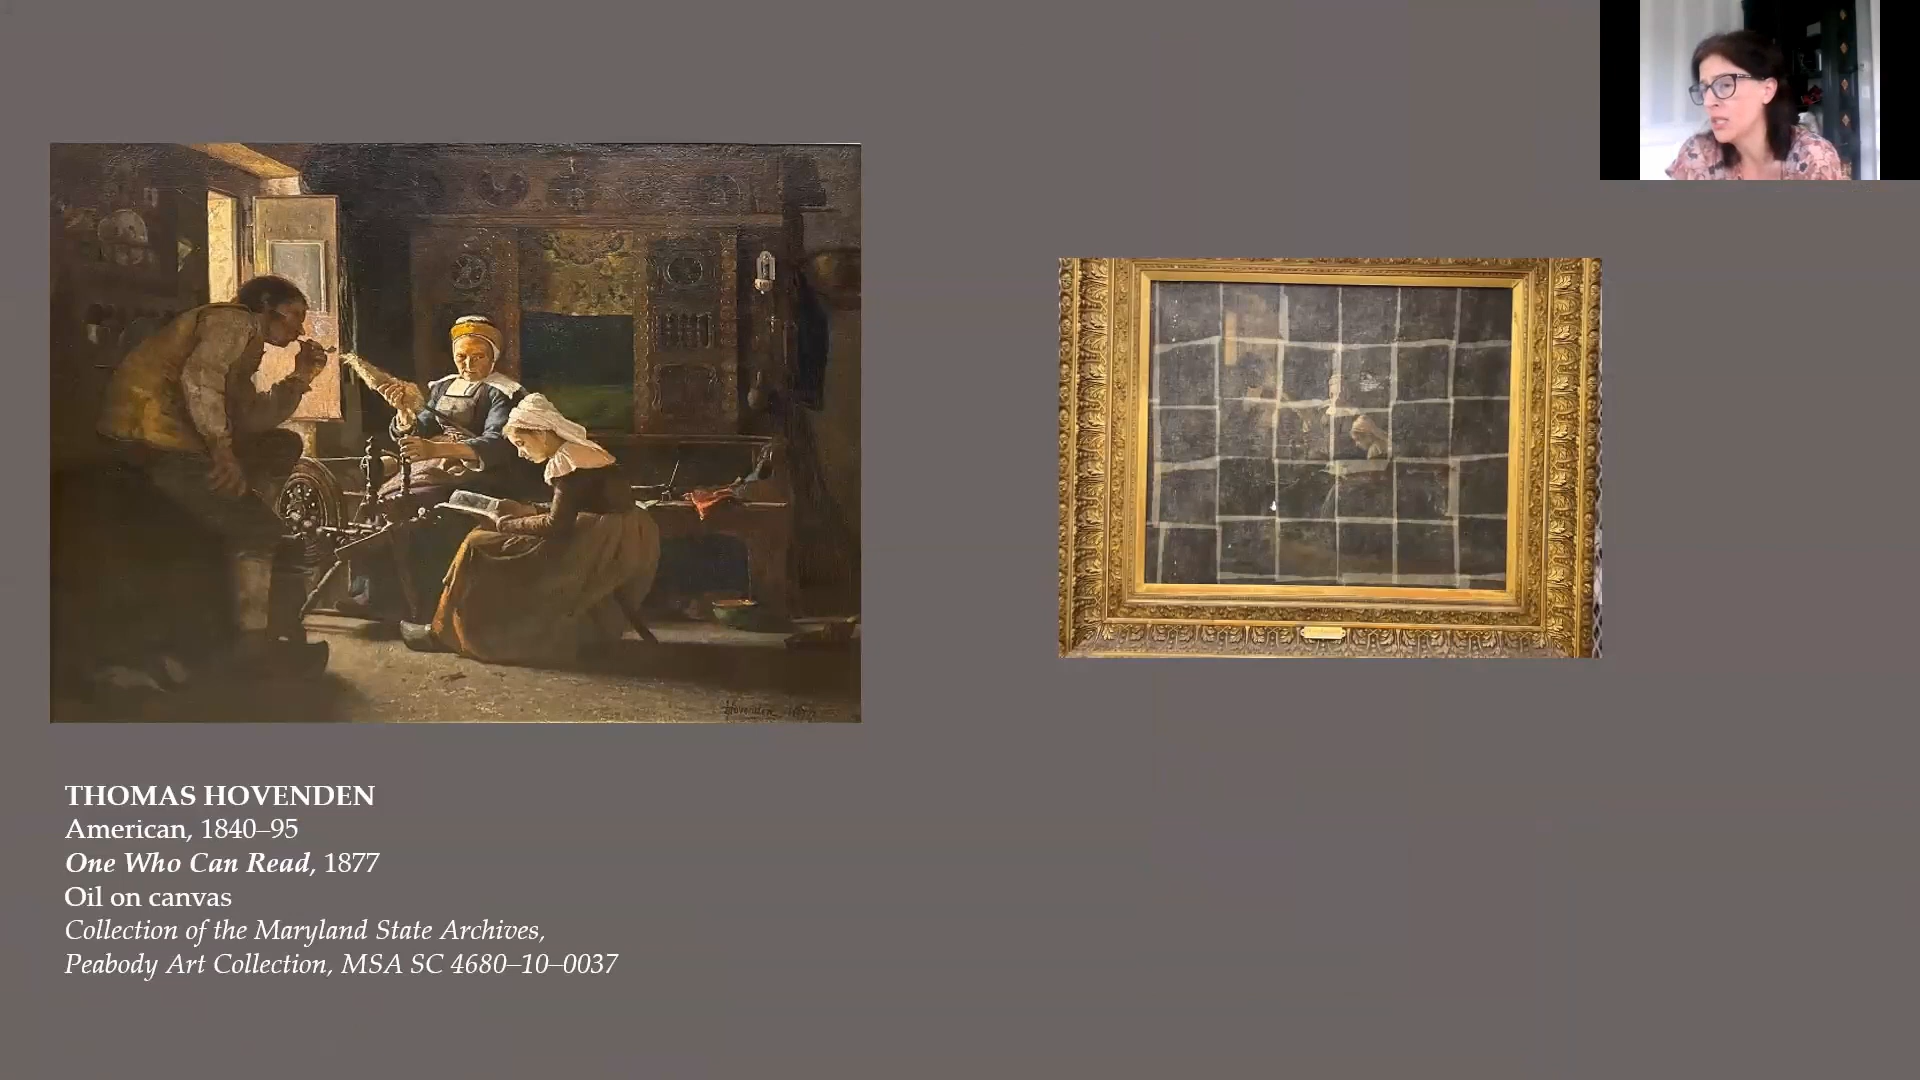 THOMAS HOVENDEN
American, 1840–95
One Who Can Read, 1877
Oil on canvas
Collection of the Maryland State Archives,
Peabody Art Collection, MSA SC 4680–10–0037
Hovenden